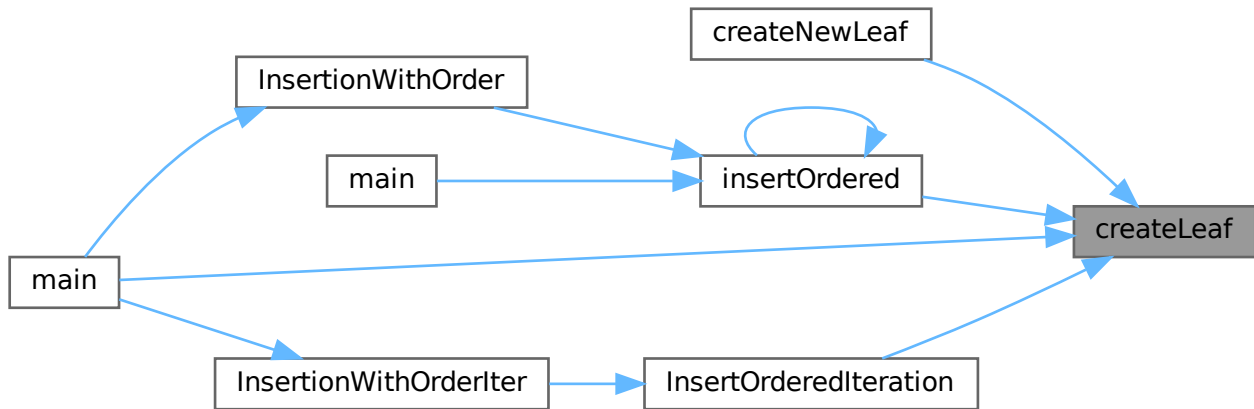 createNewLeaf
InsertionWithOrder
main
insertOrdered
createLeaf
main
InsertionWithOrderIter
InsertOrderedIteration